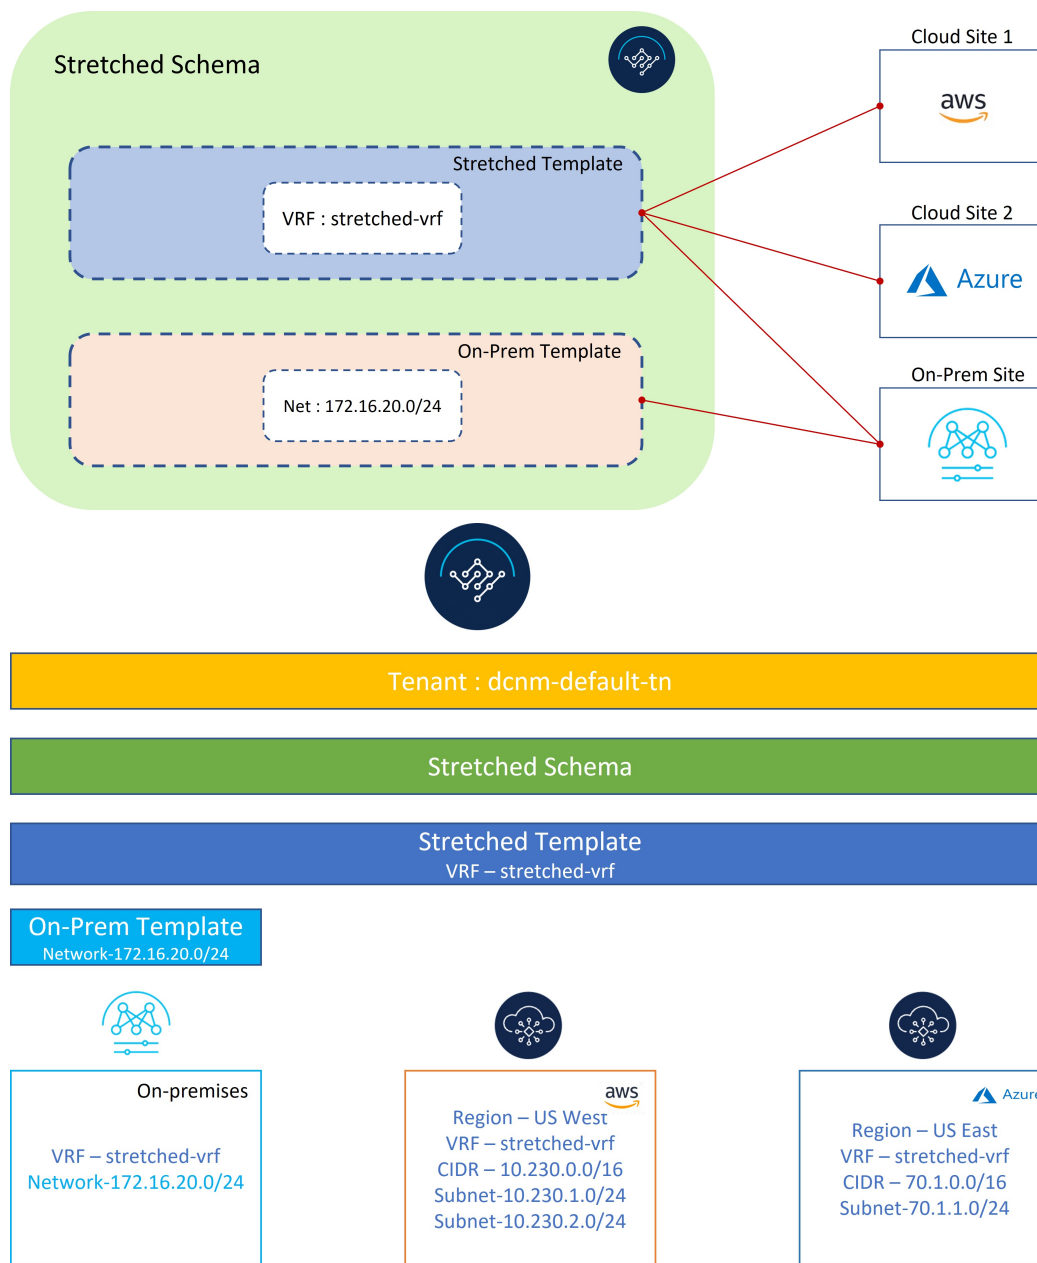 Stretched Schema
Stretched Template
VRF : stretched-vrf
On-Prem Template
Net : 172.16.20.0/24
Cloud Site 1
aws
Cloud Site 2
Azure
On-Prem Site
Tenant : dcnm-default-tn
Stretched Schema
Stretched Template
VRF – stretched-vrf
On-Prem Template
Network-172.16.20.0/24
On-premises
VRF – stretched-vrf
Network-172.16.20.0/24
aws
Region – US West
VRF – stretched-vrf
CIDR – 10.230.0.0/16
Subnet-10.230.1.0/24
Subnet-10.230.2.0/24
Azure
Region – US East
VRF – stretched-vrf
CIDR – 70.1.0.0/16
Subnet-70.1.1.0/24